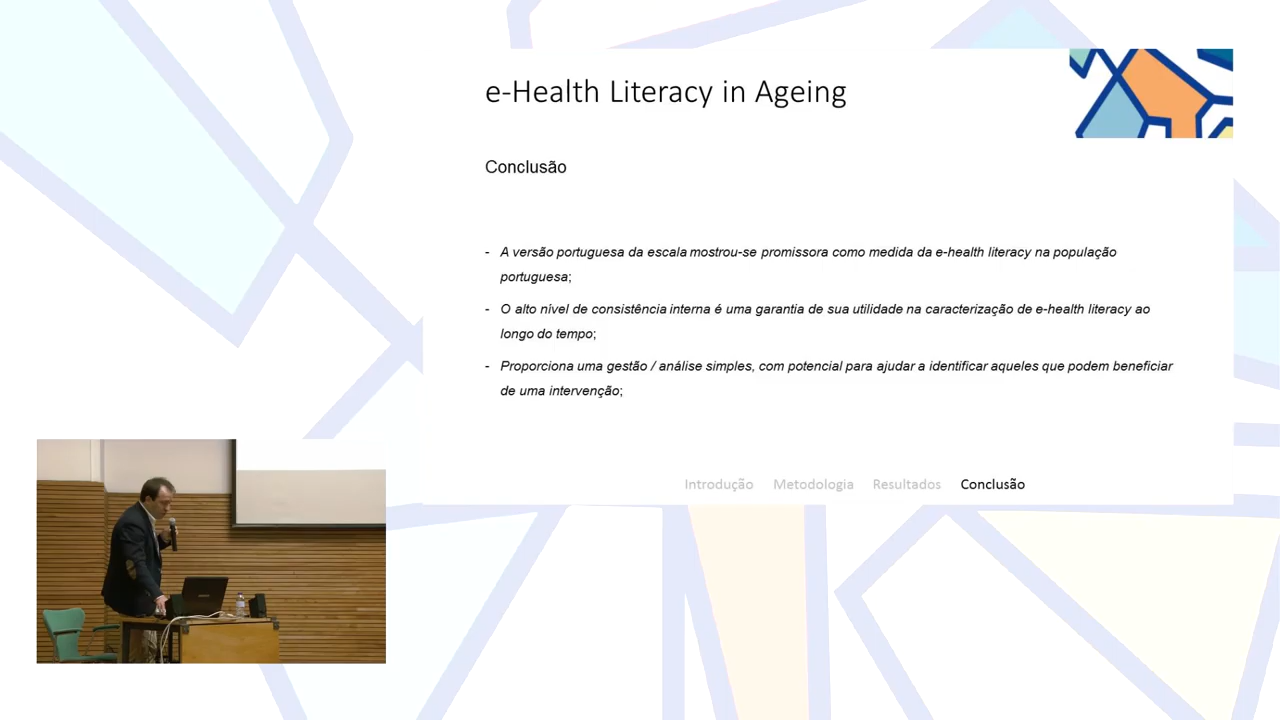 e-Health Literacy in Ageing
Conclusão
- A versão portuguesa da escala mostrou-se promissora como medida da e-health literacy na população
portuguesa;
- O alto nível de consistência interna é uma garantia de sua utilidade na caracterização de e-health literacy ao
longo do tempo;
- Proporciona uma gestão / análise simples, com potencial para ajudar a identificar aqueles que podem beneficiar
de uma intervenção;
Introdução Metodologia Resultados Conclusão